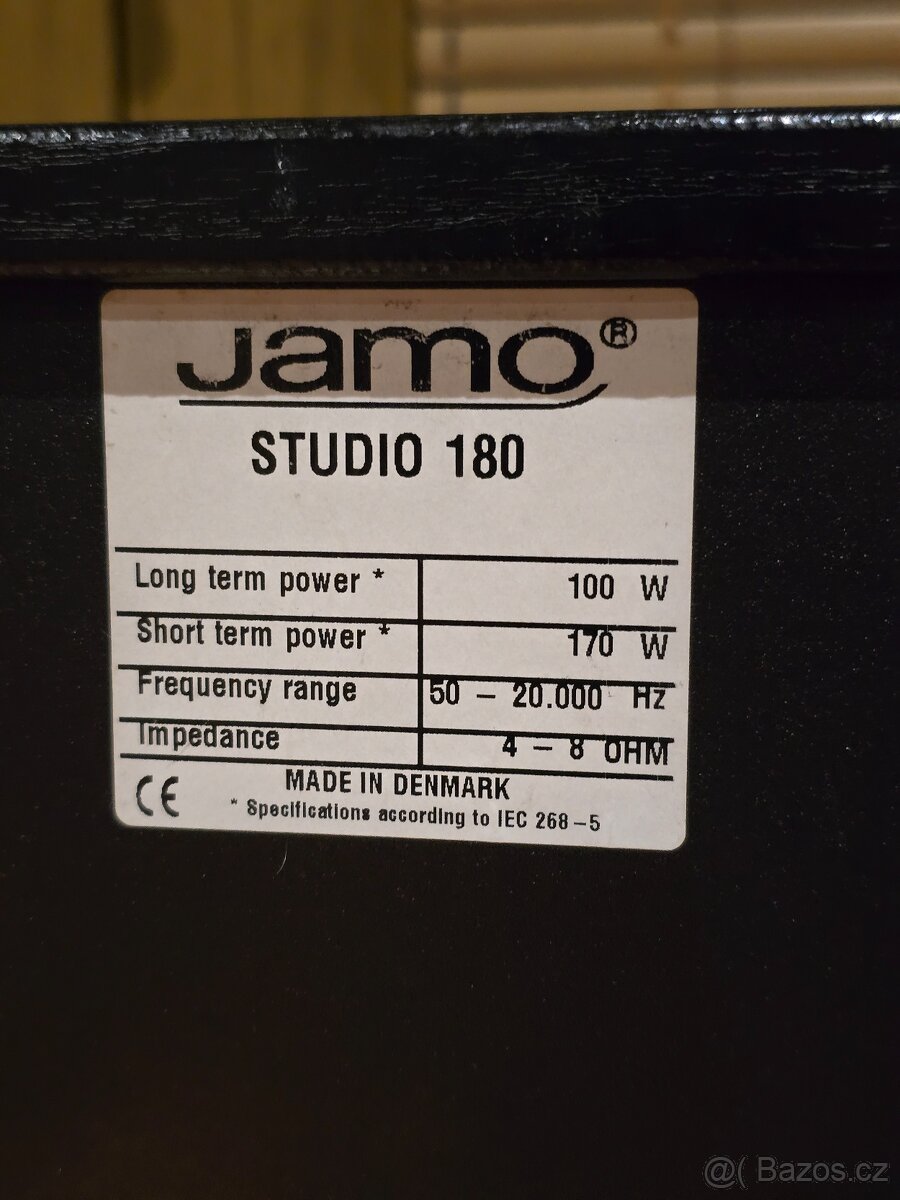 Jamo®
STUDIO 180
Long term power * 100 W
Short term power * 170 W
Frequency range 50 – 20.000 Hz
Impedance 4 – 8 OHM
MADE IN DENMARK
CE * Specifications according to IEC 268–5
@( Bazos.cz